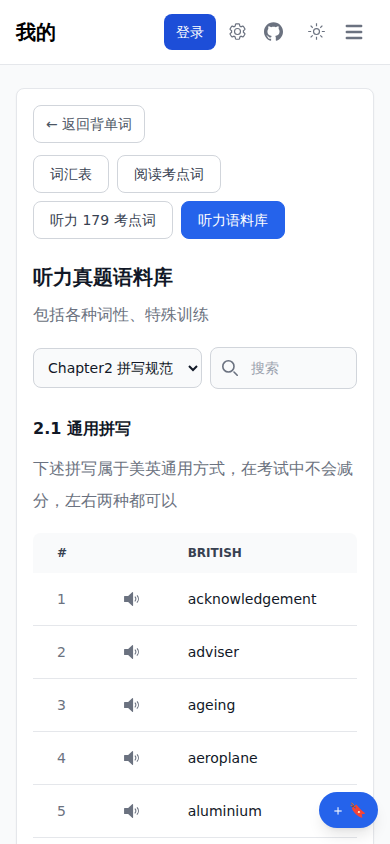 我的
登录
← 返回背单词
词汇表
阅读考点词
听力 179 考点词
听力语料库
听力真题语料库
包括各种词性、特殊训练
Chapter2 拼写规范
搜索
2.1 通用拼写
下述拼写属于美英通用方式，在考试中不会减
分，左右两种都可以
# BRITISH
1 acknowledgement
2 adviser
3 ageing
4 aeroplane
5 aluminium
+